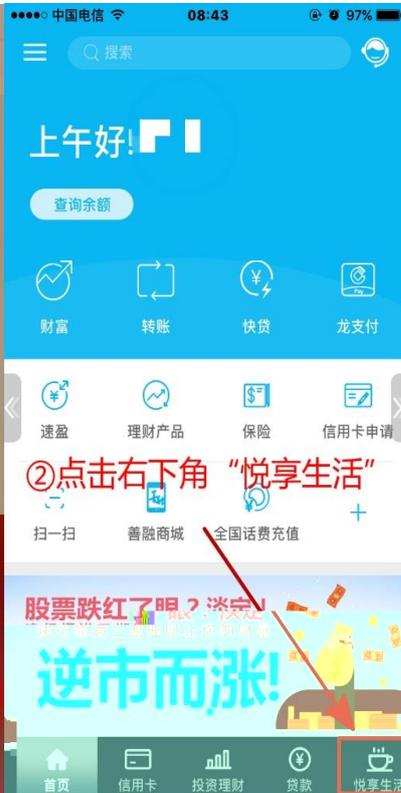 中国电信 08:43 97%
搜索
上午好!
查询余额
财富 转账 快贷 龙支付
Pay
速盈 理财产品 保险 信用卡申请
②点击右下角“悦享生活”
扫一扫 善融商城 全国话费充值
股票跌红了眼?淡定!
逆市而涨!
首页 信用卡 投资理财 贷款 悦享生活